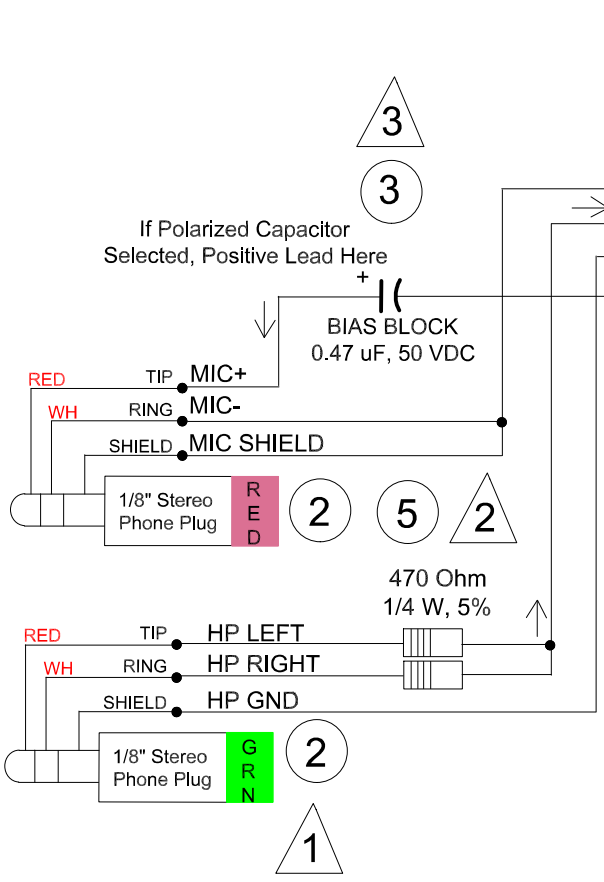 3
3
If Polarized Capacitor
Selected, Positive Lead Here
+
BIAS BLOCK
0.47 uF, 50 VDC
RED TIP MIC+
WH RING MIC-
SHIELD MIC SHIELD
1/8" Stereo
Phone Plug
RED
2
5
2
470 Ohm
1/4 W, 5%
RED TIP HP LEFT
WH RING HP RIGHT
SHIELD HP GND
1/8" Stereo
Phone Plug
GRN
2
1